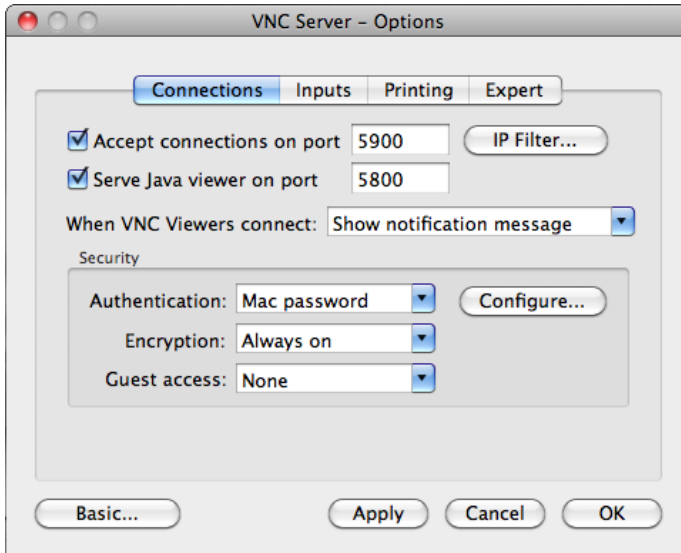 VNC Server – Options
Connections Inputs Printing Expert
Accept connections on port 5900 IP Filter...
Serve Java viewer on port 5800
When VNC Viewers connect: Show notification message
Security
Authentication: Mac password Configure...
Encryption: Always on
Guest access: None
Basic... Apply Cancel OK